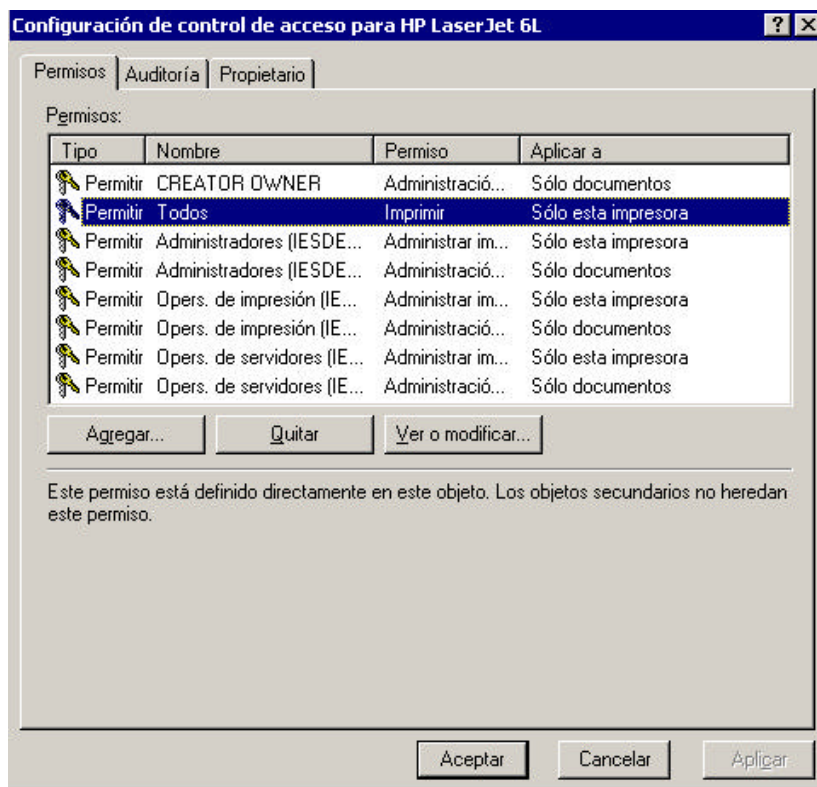 Configuración de control de acceso para HP LaserJet 6L
Permisos Auditoría Propietario
Permisos:
Tipo Nombre Permiso Aplicar a
Permitir CREATOR OWNER Administració... Sólo documentos
Permitir Todos Imprimir Sólo esta impresora
Permitir Administradores (IESDE... Administrar im... Sólo esta impresora
Permitir Administradores (IESDE... Administració... Sólo documentos
Permitir Opers. de impresión (IE... Administrar im... Sólo esta impresora
Permitir Opers. de impresión (IE... Administració... Sólo documentos
Permitir Opers. de servidores (IE... Administrar im... Sólo esta impresora
Permitir Opers. de servidores (IE... Administració... Sólo documentos
Agregar... Quitar Ver o modificar...
Este permiso está definido directamente en este objeto. Los objetos secundarios no heredan
este permiso.
Aceptar Cancelar Aplicar